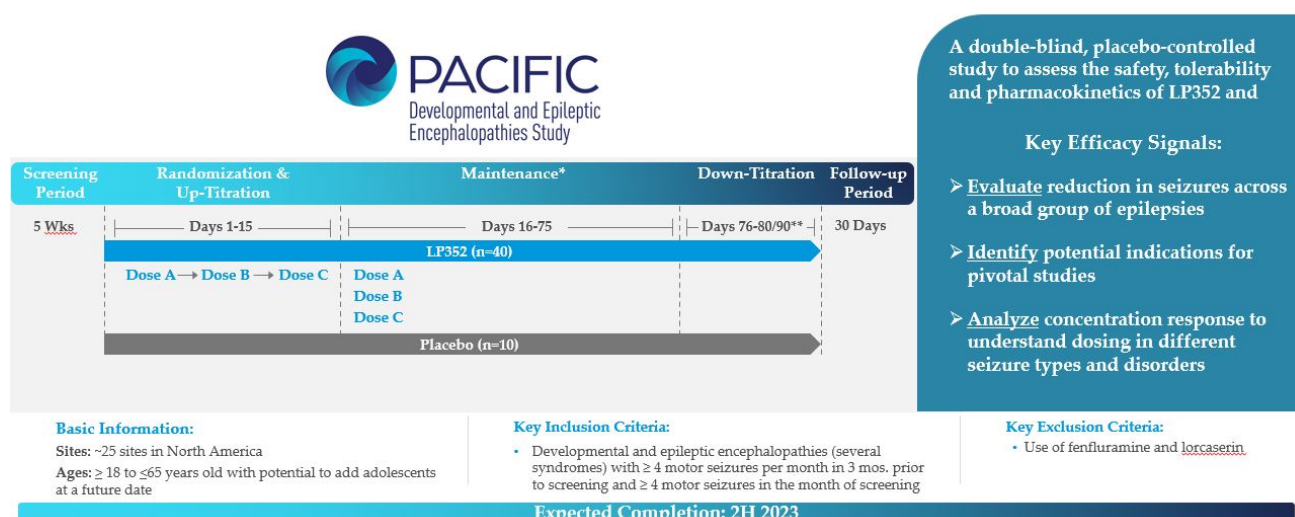 PACIFIC
Developmental and Epileptic
Encephalopathies Study
Screening
Period
Randomization &
Up-Titration
Maintenance*
Down-Titration
Follow-up
Period
5 Wks
Days 1-15
Days 16-75
Days 76-80/90**
30 Days
LP352 (n=40)
Dose A → Dose B → Dose C
Dose A
Dose B
Dose C
Placebo (n=10)
A double-blind, placebo-controlled
study to assess the safety, tolerability
and pharmacokinetics of LP352 and
Key Efficacy Signals:
➢ Evaluate reduction in seizures across
a broad group of epilepsies
➢ Identify potential indications for
pivotal studies
➢ Analyze concentration response to
understand dosing in different
seizure types and disorders
Basic Information:
Sites: ~25 sites in North America
Ages: ≥ 18 to ≤65 years old with potential to add adolescents
at a future date
Key Inclusion Criteria:
• Developmental and epileptic encephalopathies (several
syndromes) with ≥ 4 motor seizures per month in 3 mos. prior
to screening and ≥ 4 motor seizures in the month of screening
Key Exclusion Criteria:
• Use of fenfluramine and lorcaserin
Expected Completion: 2H 2023